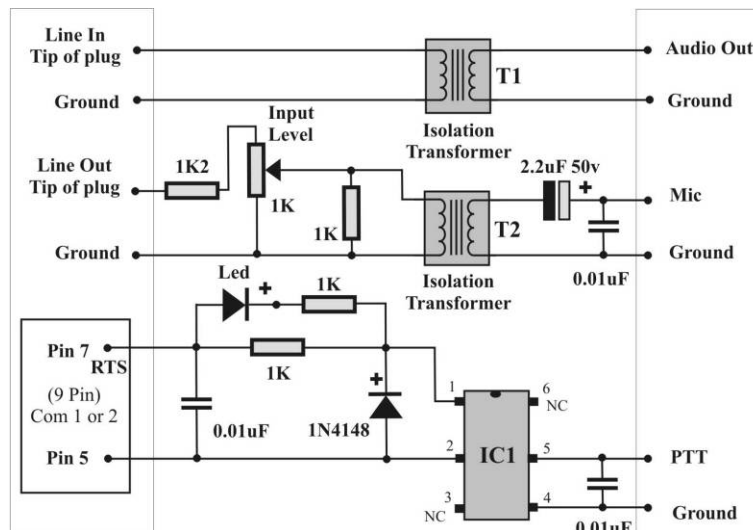 Line In
Tip of plug
Audio Out
T1
Ground
Ground
Input
Level
Isolation
Transformer
Line Out
Tip of plug
1K2
2.2uF 50v
+
Mic
1K
1K
T2
Ground
Ground
Isolation
Transformer
0.01uF
Led
+
1K
Pin 7
RTS
1K
(9 Pin)
Com 1 or 2
+
1
6
NC
0.01uF
1N4148
Pin 5
2
IC1
5
PTT
3
NC
4
Ground
0.01uF